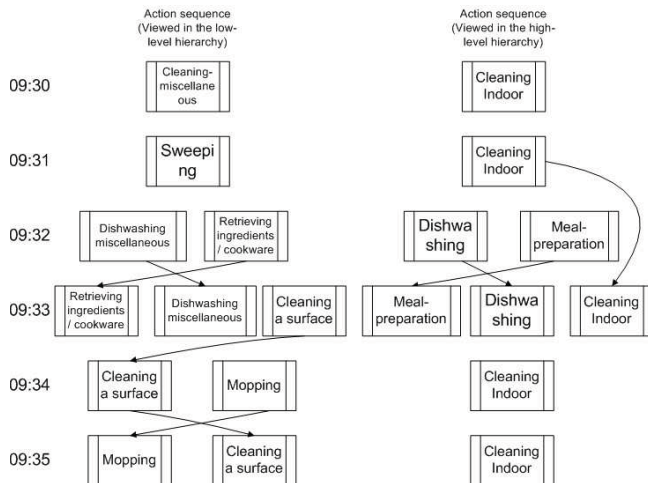 Action sequence
(Viewed in the low-
level hierarchy)
Action sequence
(Viewed in the high-
level hierarchy)
09:30
Cleaning-
miscellane
ous
Cleaning
Indoor
09:31
Sweepi
ng
Cleaning
Indoor
09:32
Dishwashing
miscellaneous
Retrieving
ingredients
/ cookware
Dishwa
shing
Meal-
preparation
09:33
Retrieving
ingredients
/ cookware
Dishwashing
miscellaneous
Cleaning
a surface
Meal-
preparation
Dishwa
shing
Cleaning
Indoor
09:34
Cleaning
a surface
Mopping
Cleaning
Indoor
09:35
Mopping
Cleaning
a surface
Cleaning
Indoor